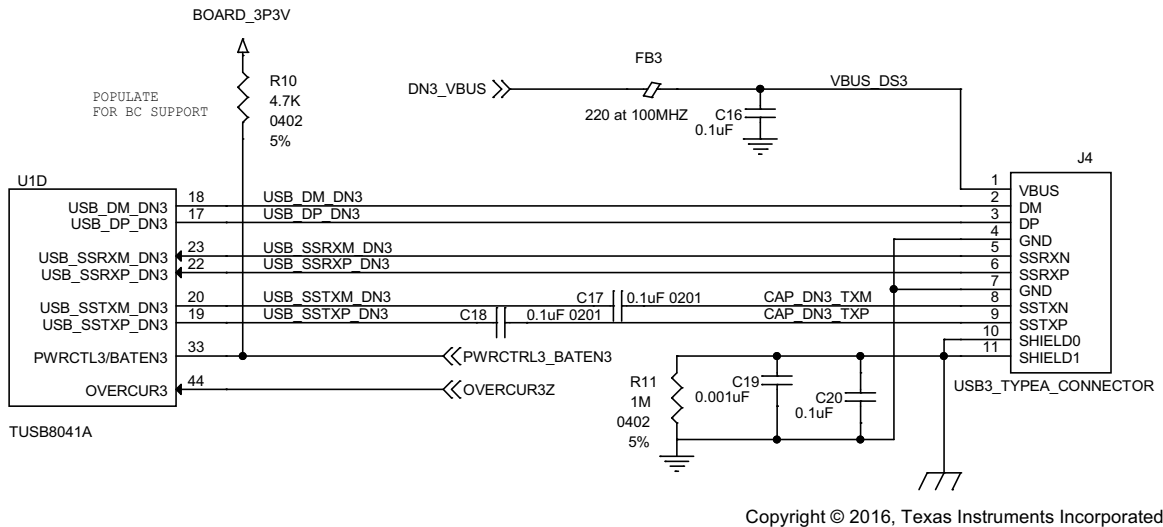 BOARD_3P3V
POPULATE
FOR BC SUPPORT
R10
4.7K
0402
5%
DN3_VBUS
FB3
220 at 100MHZ
VBUS_DS3
C16
0.1uF
J4
U1D
USB_DM_DN3
18
USB_DM_DN3
USB_DP_DN3
17
USB_DP_DN3
USB_SSRXM_DN3
23
USB_SSRXM_DN3
USB_SSRXP_DN3
22
USB_SSRXP_DN3
USB_SSTXM_DN3
20
USB_SSTXM_DN3
C17
0.1uF 0201
CAP_DN3_TXM
USB_SSTXP_DN3
19
USB_SSTXP_DN3
C18
0.1uF 0201
CAP_DN3_TXP
PWRCTL3/BATEN3
33
PWRCTRL3_BATEN3
OVERCUR3
44
OVERCUR3Z
TUSB8041A
1
VBUS
2
DM
3
DP
4
GND
5
SSRXN
6
SSRXP
7
GND
8
SSTXN
9
SSTXP
10
SHIELD0
11
SHIELD1
USB3_TYPEA_CONNECTOR
R11
1M
0402
5%
C19
0.001uF
C20
0.1uF
Copyright © 2016, Texas Instruments Incorporated